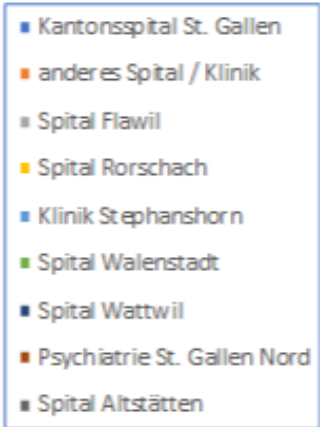 Kantonsspital St. Gallen
anderes Spital / Klinik
Spital Flawil
Spital Rorschach
Klinik Stephanshorn
Spital Walenstadt
Spital Wattwil
Psychiatrie St. Gallen Nord
Spital Altstätten